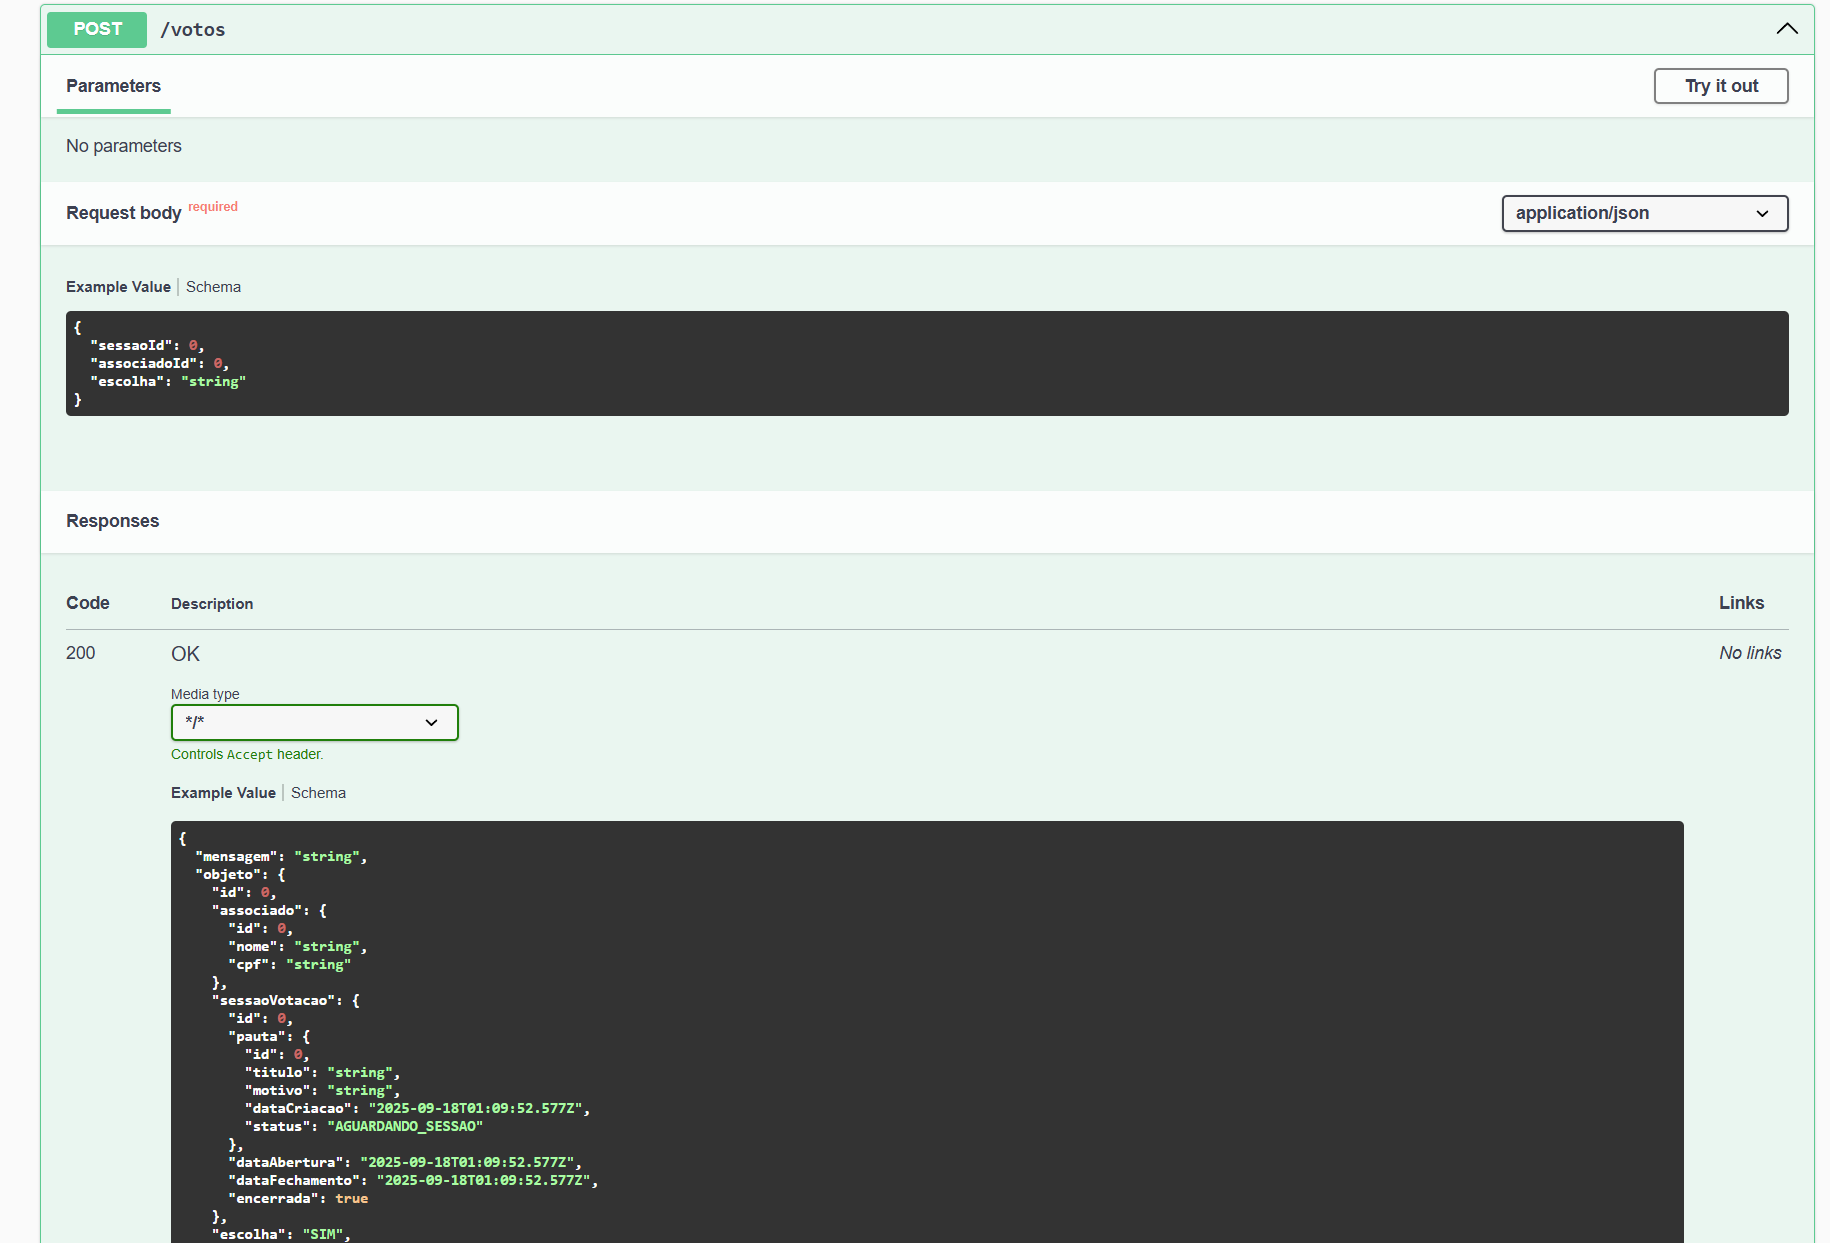 POST /votos
Parameters Try it out
No parameters
Request body required application/json
Example Value Schema
{
"sessaoId": 0,
"associadoId": 0,
"escolha": "string"
}
Responses
Code Description Links
200 OK No links
Media type
*/*
Controls Accept header.
Example Value Schema
{
"mensagem": "string",
"objeto": {
"id": 0,
"associado": {
"id": 0,
"nome": "string",
"cpf": "string"
},
"sessaoVotacao": {
"id": 0,
"pauta": {
"id": 0,
"titulo": "string",
"motivo": "string",
"dataCriacao": "2025-09-18T01:09:52.577Z",
"status": "AGUARDANDO_SESSAO"
},
"dataAbertura": "2025-09-18T01:09:52.577Z",
"dataFechamento": "2025-09-18T01:09:52.577Z",
"encerrada": true
},
"escolha": "SIM",